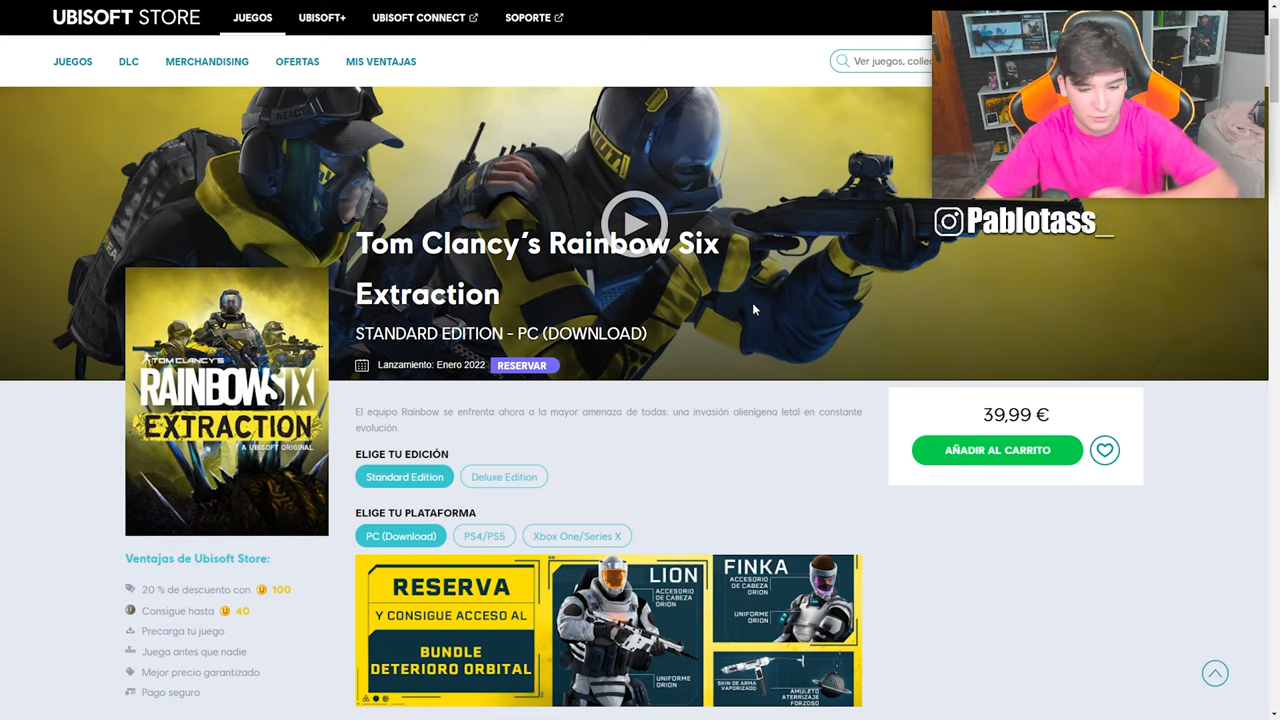 UBISOFT STORE
JUEGOS
UBISOFT+
UBISOFT CONNECT
SOPORTE
JUEGOS
DLC
MERCHANDISING
OFERTAS
MIS VENTAJAS
Ver juegos, colec
Pablotass_
Tom Clancy's Rainbow Six
Extraction
STANDARD EDITION - PC (DOWNLOAD)
Lanzamiento: Enero 2022
RESERVAR
TOM CLANCY'S
RAINBOWSIX
EXTRACTION
A UBISOFT ORIGINAL
El equipo Rainbow se enfrenta ahora a la mayor amenaza de todas: una invasión alienígena letal en constante
evolución.
39,99 €
AÑADIR AL CARRITO
ELIGE TU EDICIÓN
Standard Edition
Deluxe Edition
ELIGE TU PLATAFORMA
PC (Download)
PS4/PS5
Xbox One/Series X
Ventajas de Ubisoft Store:
20 % de descuento con 100
Consigue hasta 40
Precarga tu juego
Juega antes que nadie
Mejor precio garantizado
Pago seguro
RESERVA
Y CONSIGUE ACCESO AL
BUNDLE
DETERIORO ORBITAL
LION
ACCESORIO
DE CABEZA
ORION
UNIFORME
ORION
FINKA
ACCESORIO
DE CABEZA
ORION
UNIFORME
ORION
SKIN DE ARMA
VAPORIZADO
AMULETO
ATERRIZAJE
FORZOSO